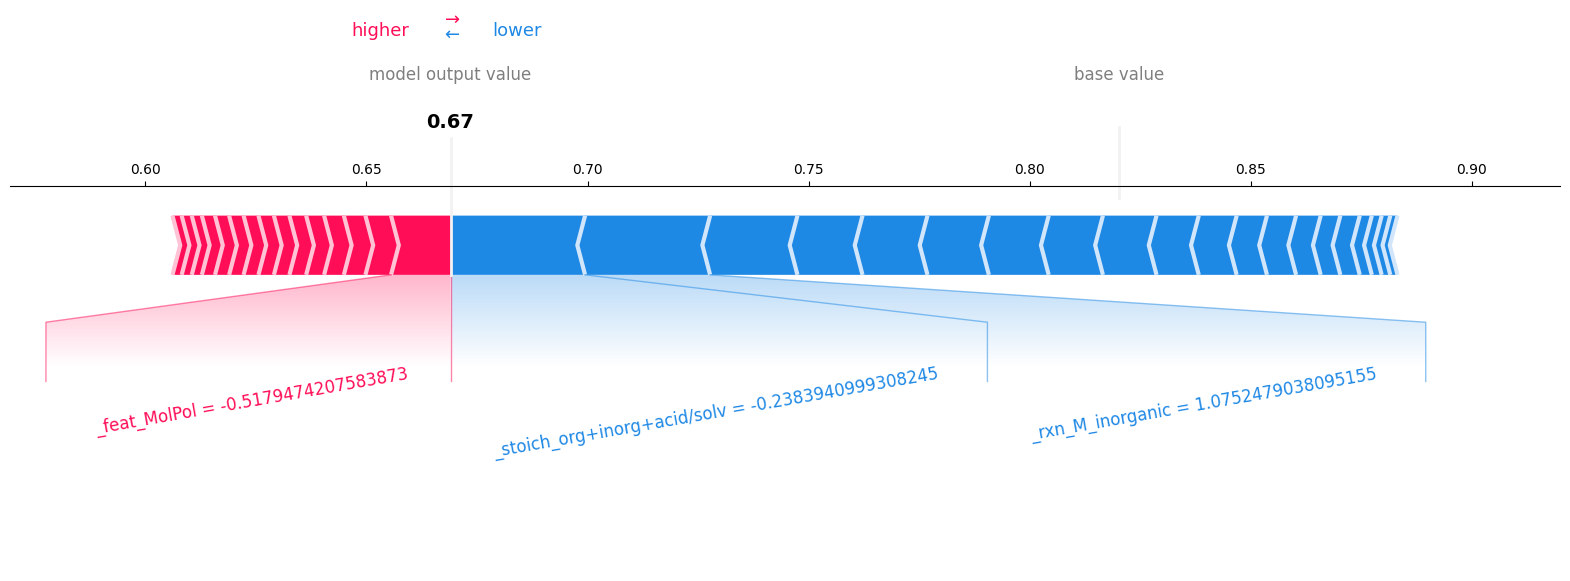 higher → ← lower
model output value base value
0.67
0.60 0.65 0.70 0.75 0.80 0.85 0.90
_feat_MolPol = -0.5179474207583873
_stoich_org+inorg+acid/solv = -0.2383940999308245
_rxn_M_inorganic = 1.0752479038095155